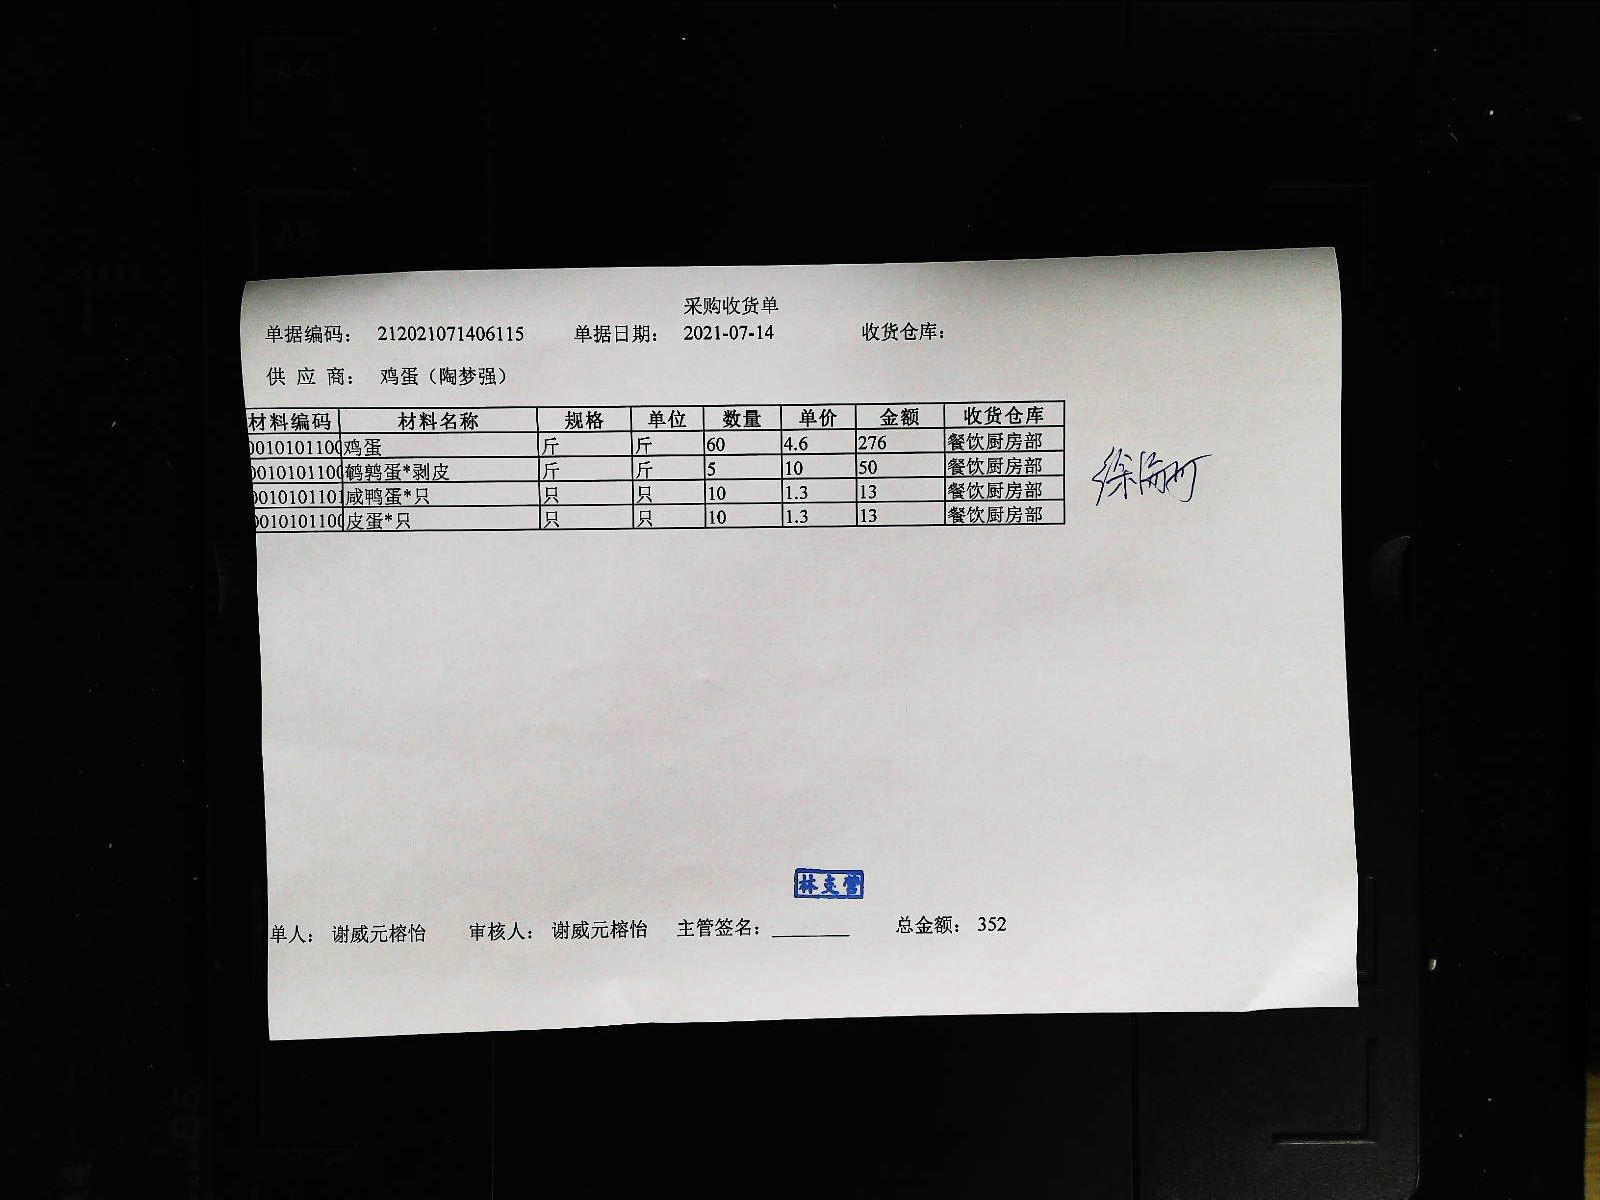 采购收货单
单据编码： 212021071406115 单据日期： 2021-07-14 收货仓库：
供 应 商： 鸡蛋（陶梦强）
材料编码 材料名称 规格 单位 数量 单价 金额 收货仓库
0010101100 鸡蛋 斤 斤 60 4.6 276 餐饮厨房部
0010101100 鹌鹑蛋*剥皮 斤 斤 5 10 50 餐饮厨房部
0010101101 咸鸭蛋*只 只 只 10 1.3 13 餐饮厨房部
0010101100 皮蛋*只 只 只 10 1.3 13 餐饮厨房部
林支营
单人： 谢威元榕怡 审核人： 谢威元榕怡 主管签名：________ 总金额： 352